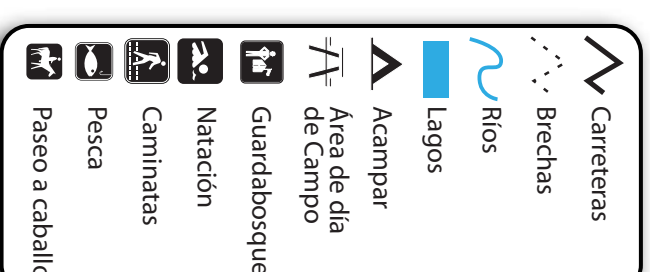 Carreteras
Brechas
Ríos
Lagos
Acampar
Área de día
de Campo
Guardabosque
Natación
Caminatas
Pesca
Paseo a caballo